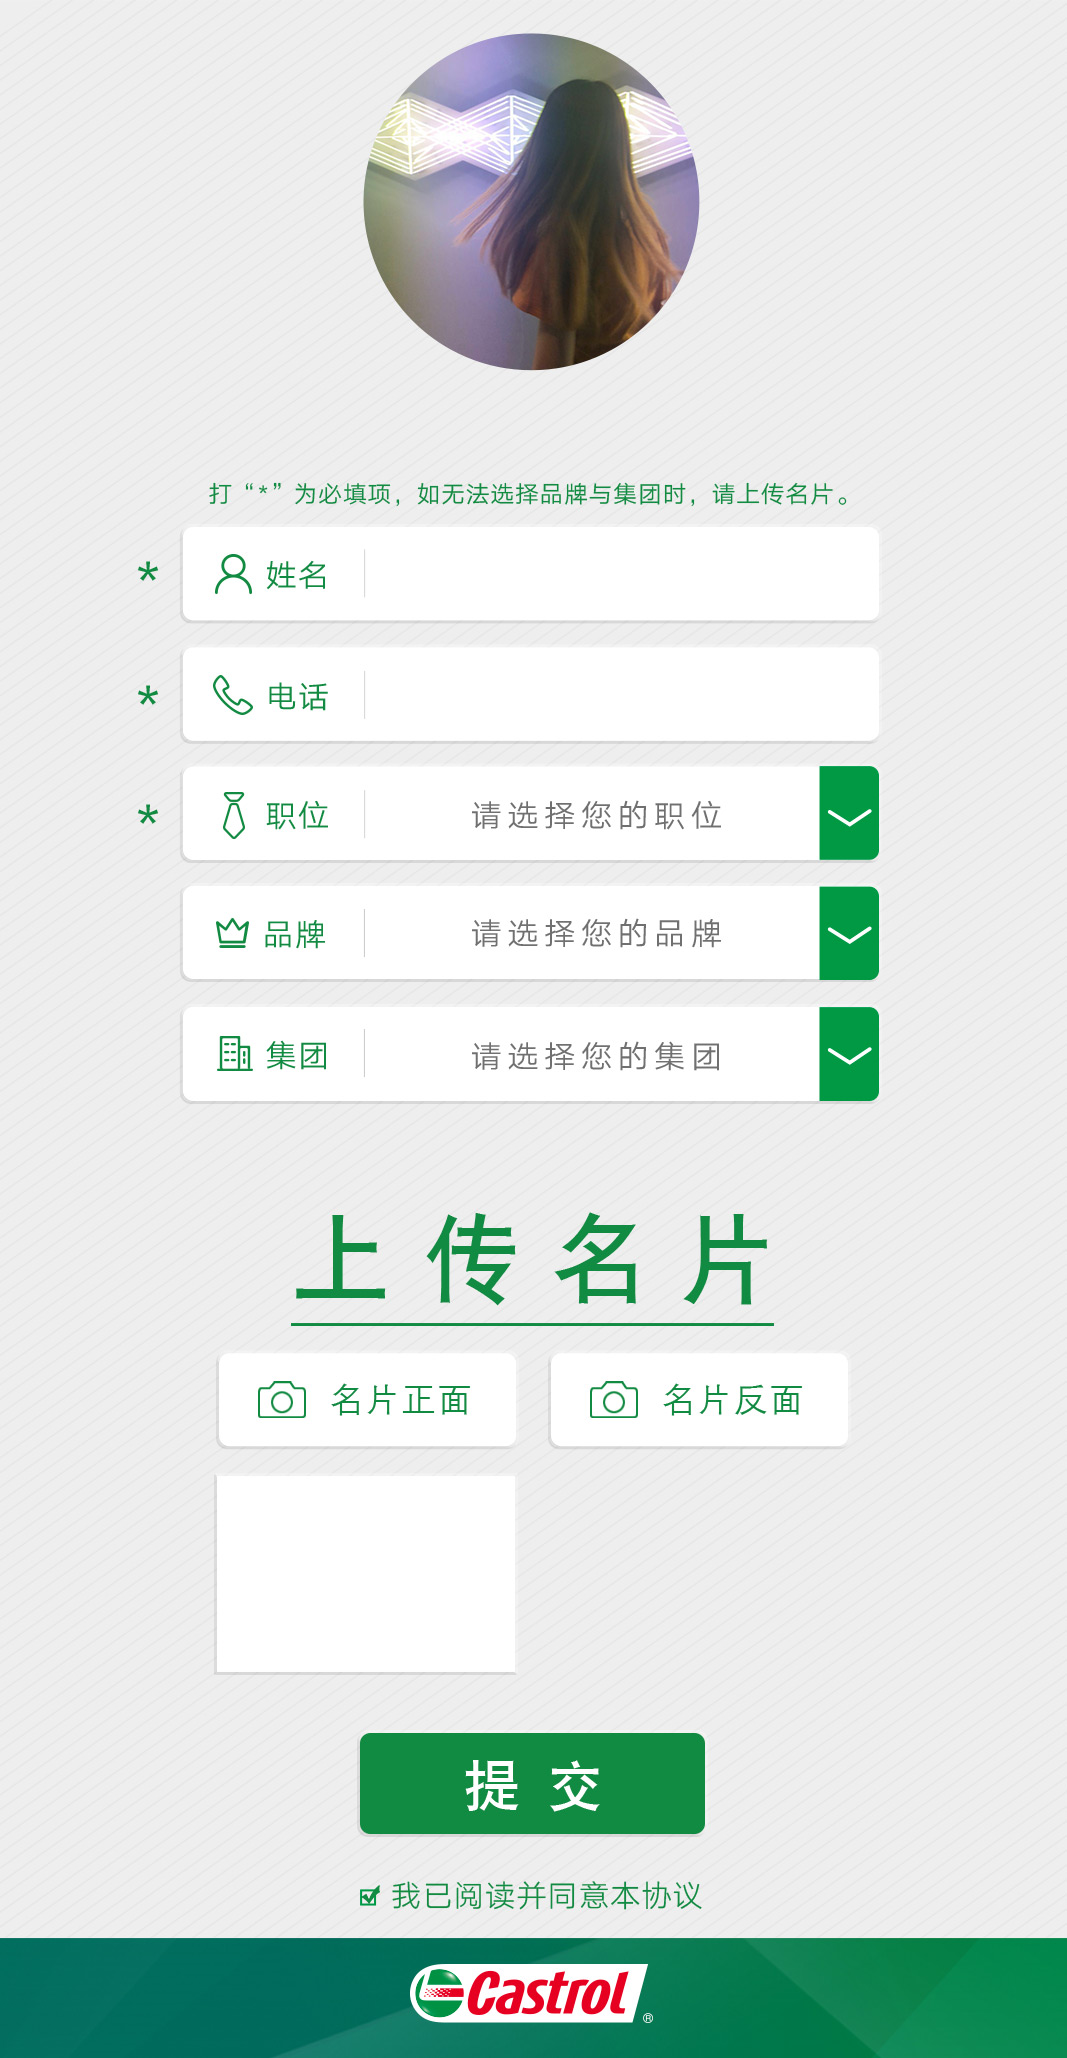 打“*”为必填项，如无法选择品牌与集团时，请上传名片。
* 姓名
* 电话
* 职位 请选择您的职位
品牌 请选择您的品牌
集团 请选择您的集团
上传名片
名片正面 名片反面
提交
我已阅读并同意本协议
Castrol ®